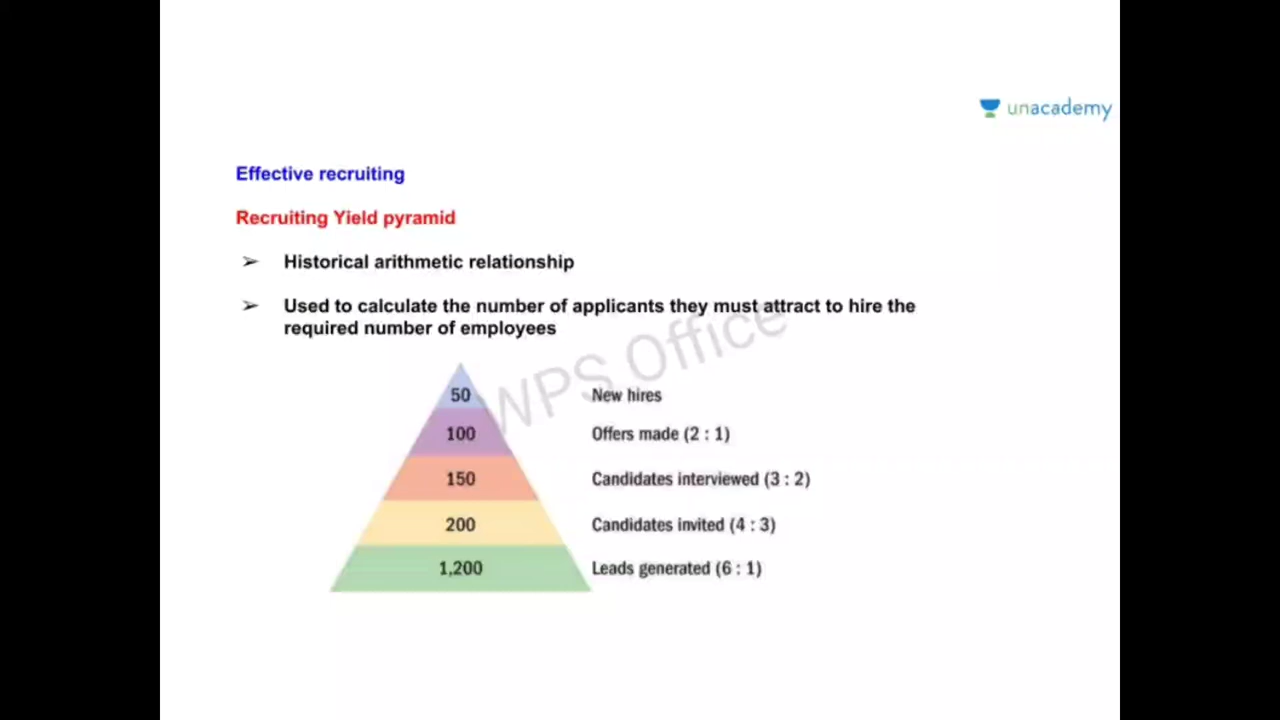 unacademy
Effective recruiting
Recruiting Yield pyramid
➢ Historical arithmetic relationship
➢ Used to calculate the number of applicants they must attract to hire the
required number of employees
WPS Office
50 New hires
100 Offers made (2 : 1)
150 Candidates interviewed (3 : 2)
200 Candidates invited (4 : 3)
1,200 Leads generated (6 : 1)